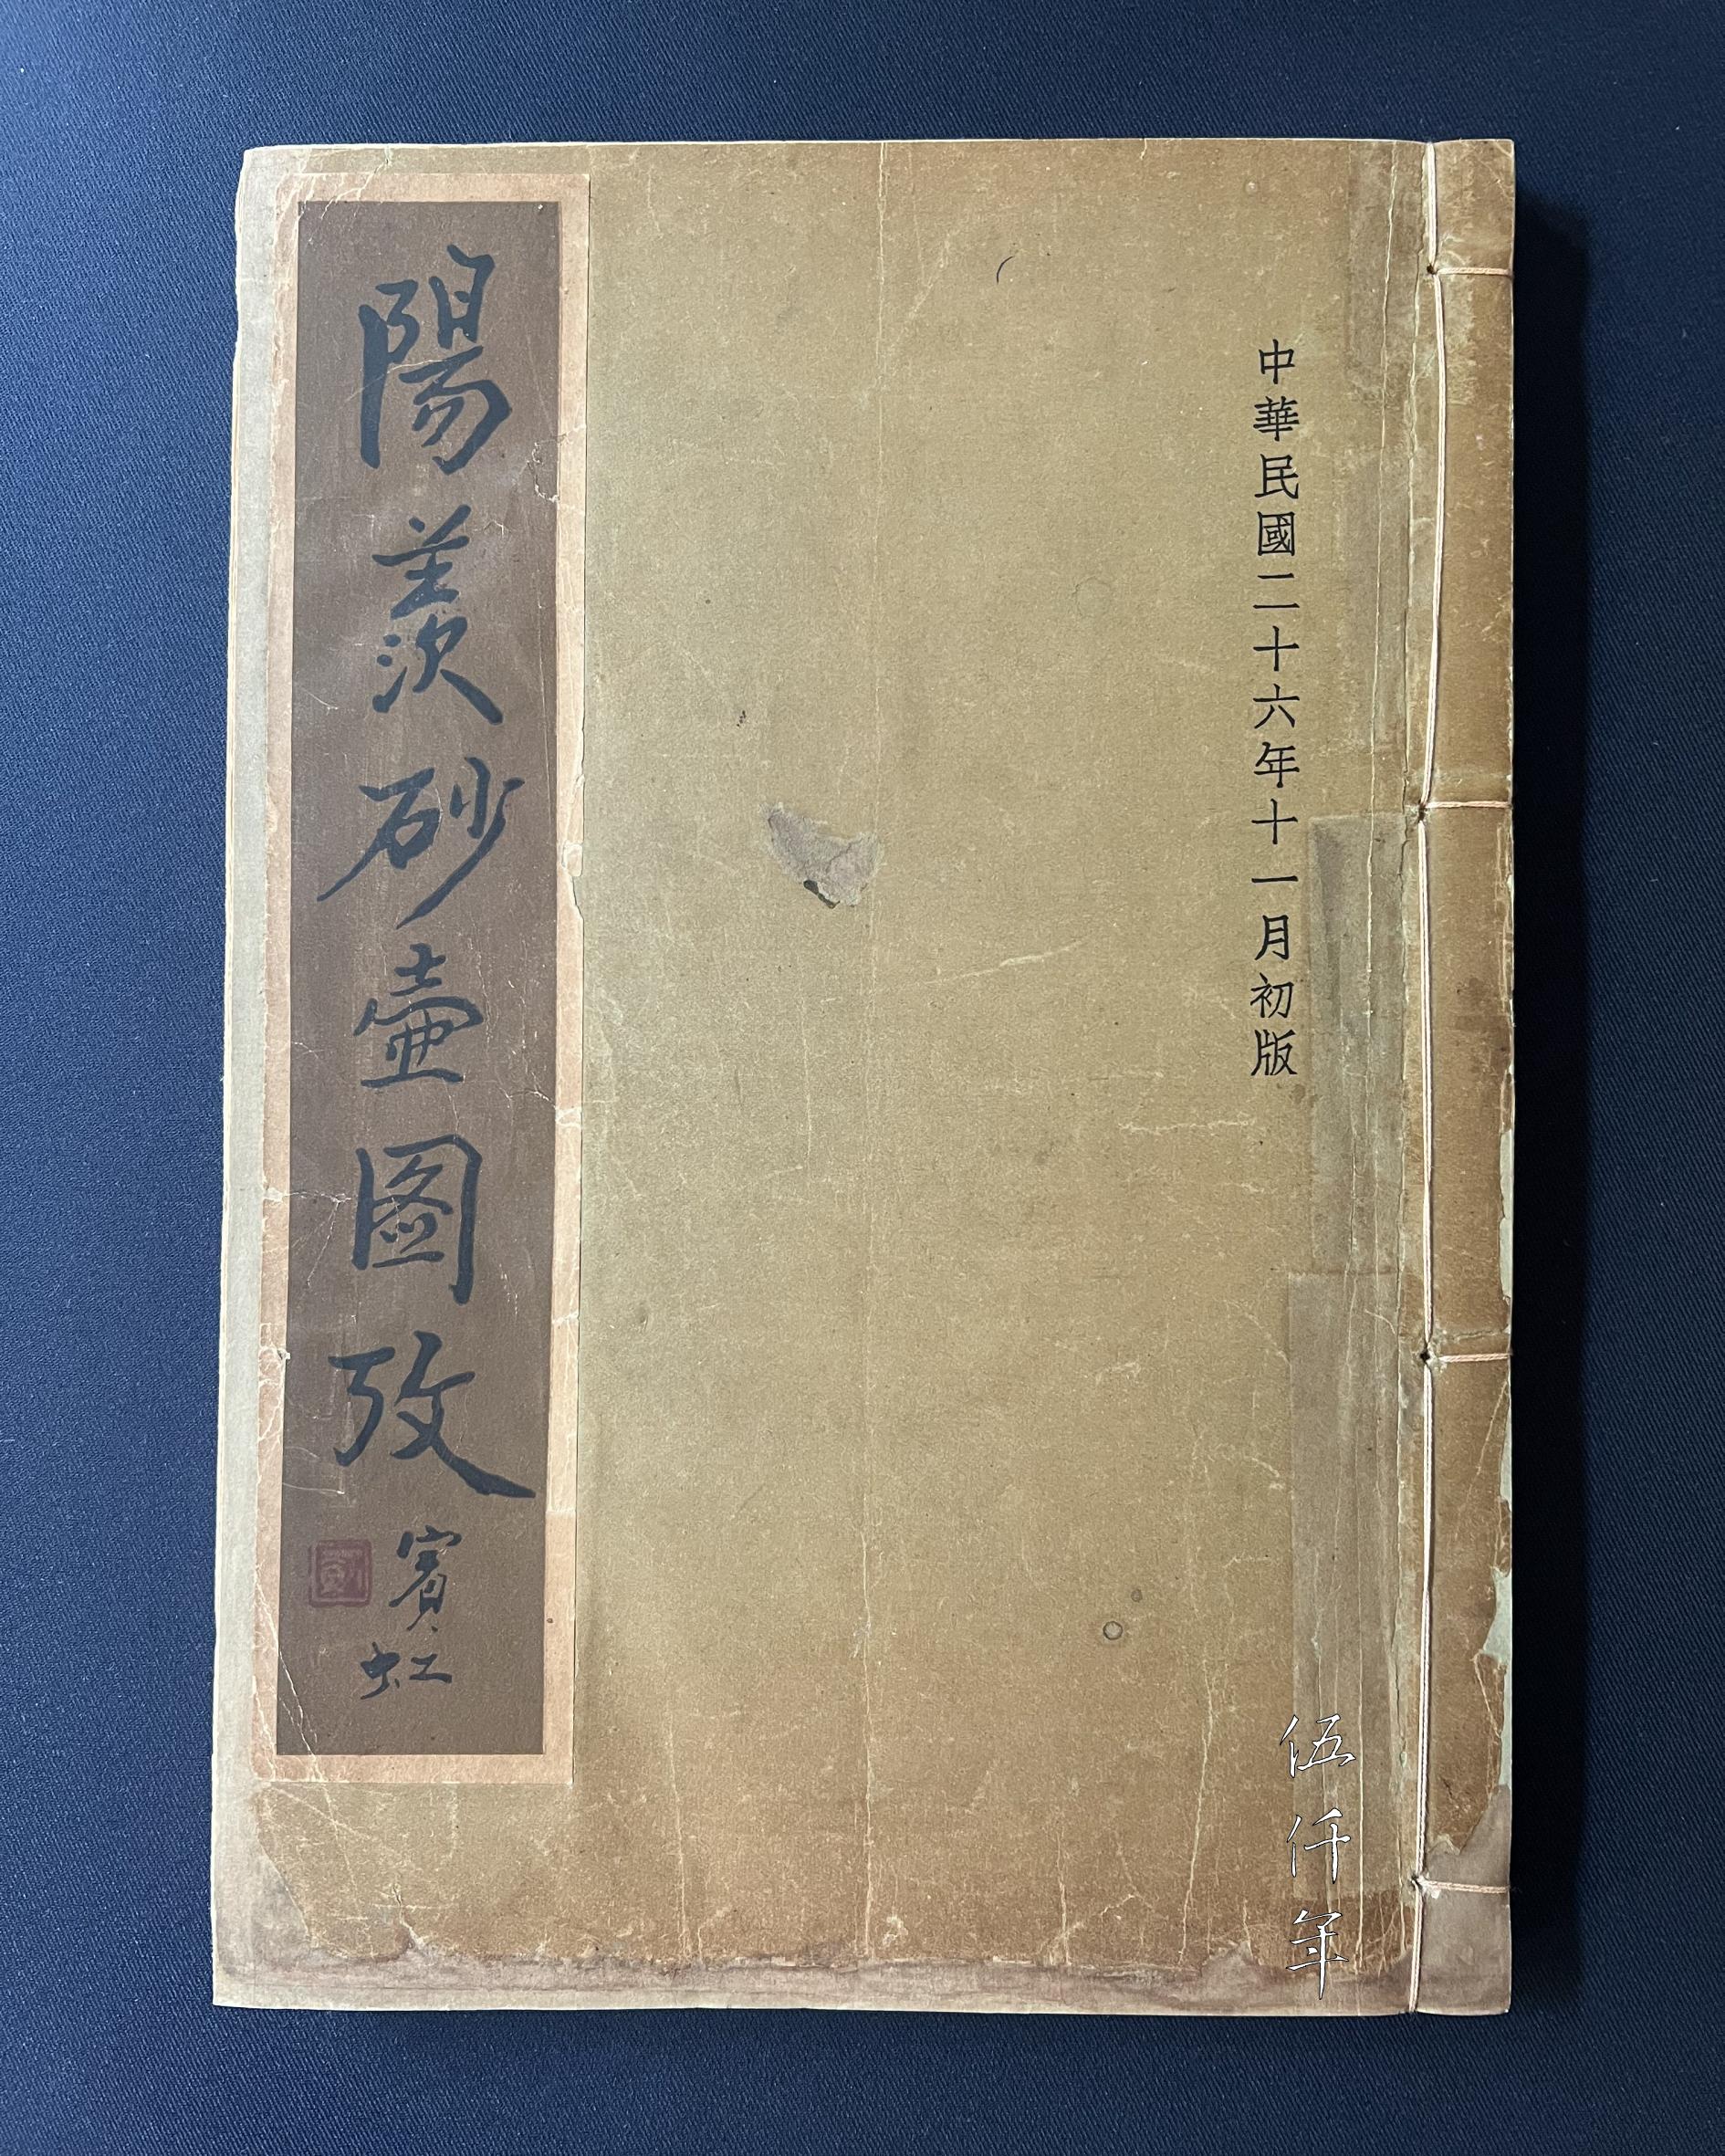 中華民國二十六年十一月初版
陽羨砂壺图攷
賓虹
伍仟年